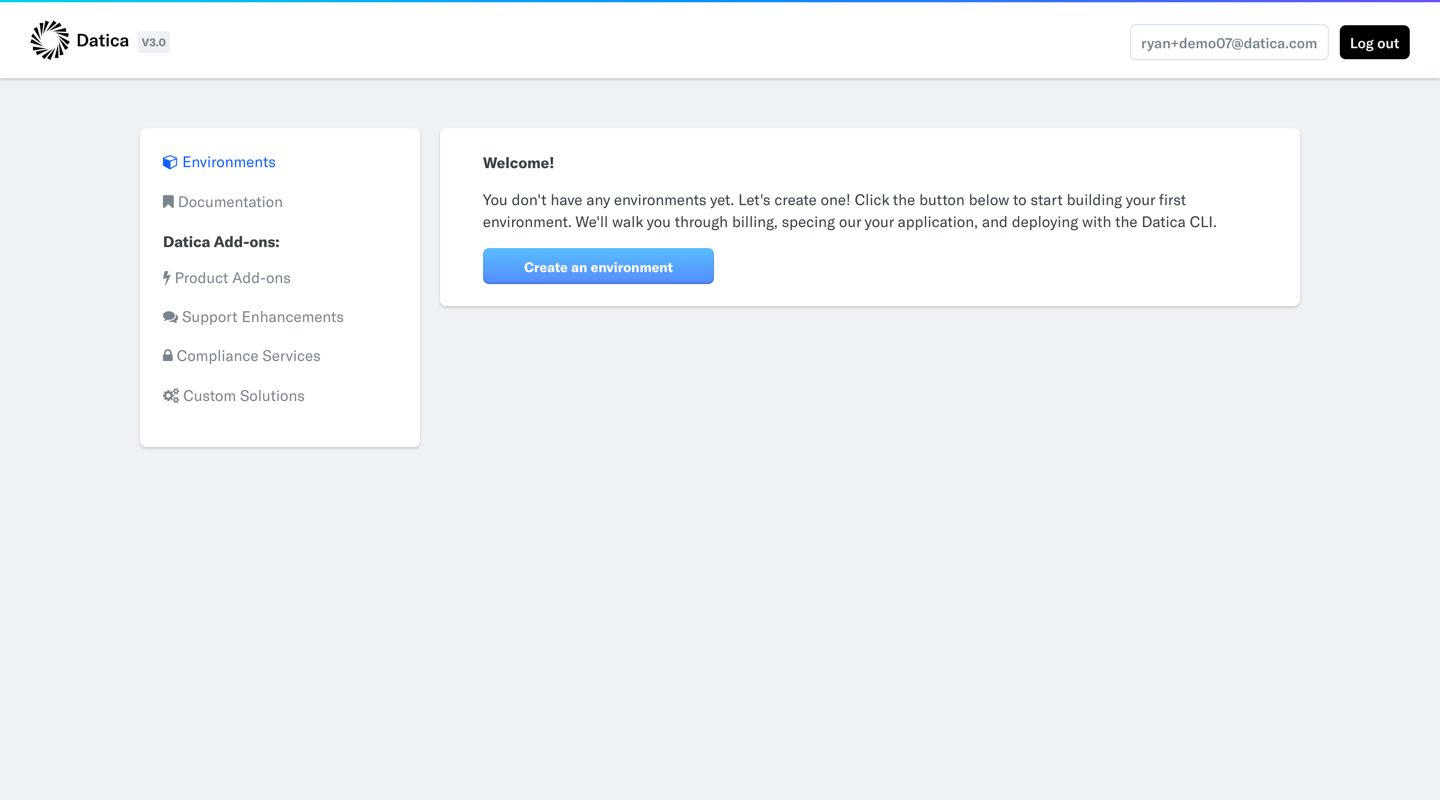 Datica V3.0
ryan+demo07@datica.com
Log out
Environments
Documentation
Datica Add-ons:
Product Add-ons
Support Enhancements
Compliance Services
Custom Solutions
Welcome!
You don't have any environments yet. Let's create one! Click the button below to start building your first
environment. We'll walk you through billing, specing our your application, and deploying with the Datica CLI.
Create an environment